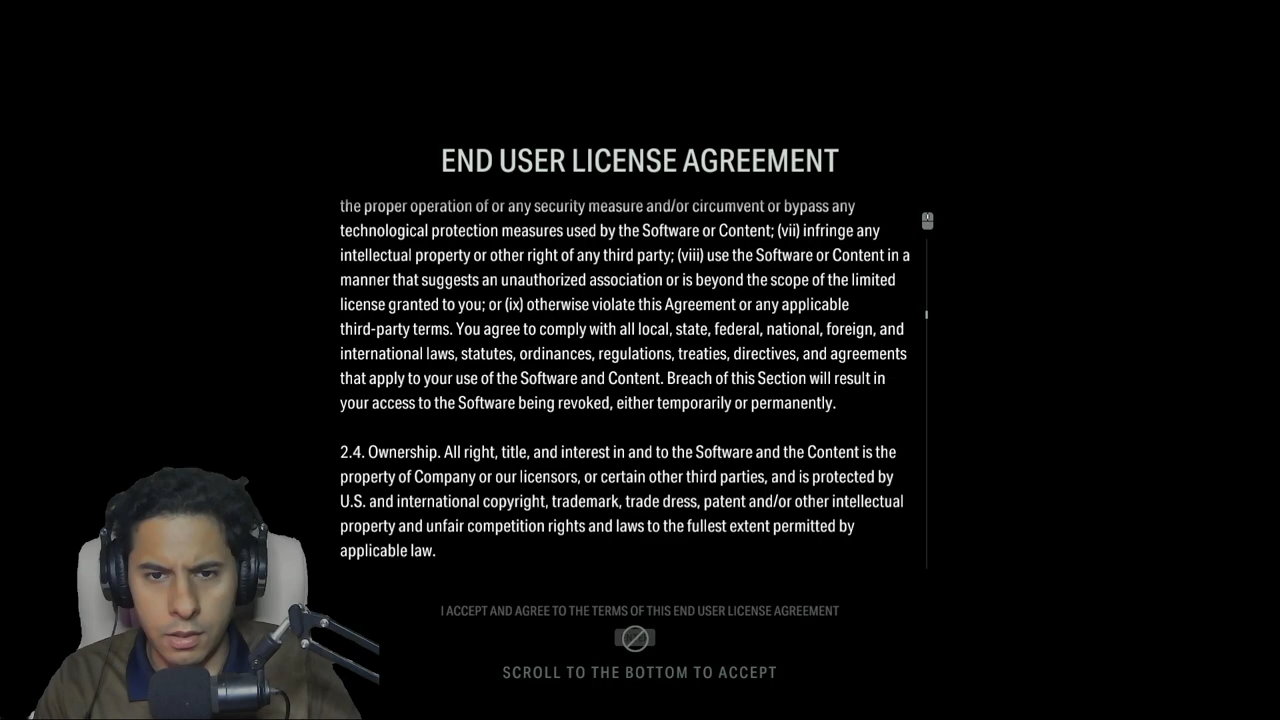 END USER LICENSE AGREEMENT
the proper operation of or any security measure and/or circumvent or bypass any
technological protection measures used by the Software or Content; (vii) infringe any
intellectual property or other right of any third party; (viii) use the Software or Content in a
manner that suggests an unauthorized association or is beyond the scope of the limited
license granted to you; or (ix) otherwise violate this Agreement or any applicable
third-party terms. You agree to comply with all local, state, federal, national, foreign, and
international laws, statutes, ordinances, regulations, treaties, directives, and agreements
that apply to your use of the Software and Content. Breach of this Section will result in
your access to the Software being revoked, either temporarily or permanently.
2.4. Ownership. All right, title, and interest in and to the Software and the Content is the
property of Company or our licensors, or certain other third parties, and is protected by
U.S. and international copyright, trademark, trade dress, patent and/or other intellectual
property and unfair competition rights and laws to the fullest extent permitted by
applicable law.
I ACCEPT AND AGREE TO THE TERMS OF THIS END USER LICENSE AGREEMENT
SCROLL TO THE BOTTOM TO ACCEPT